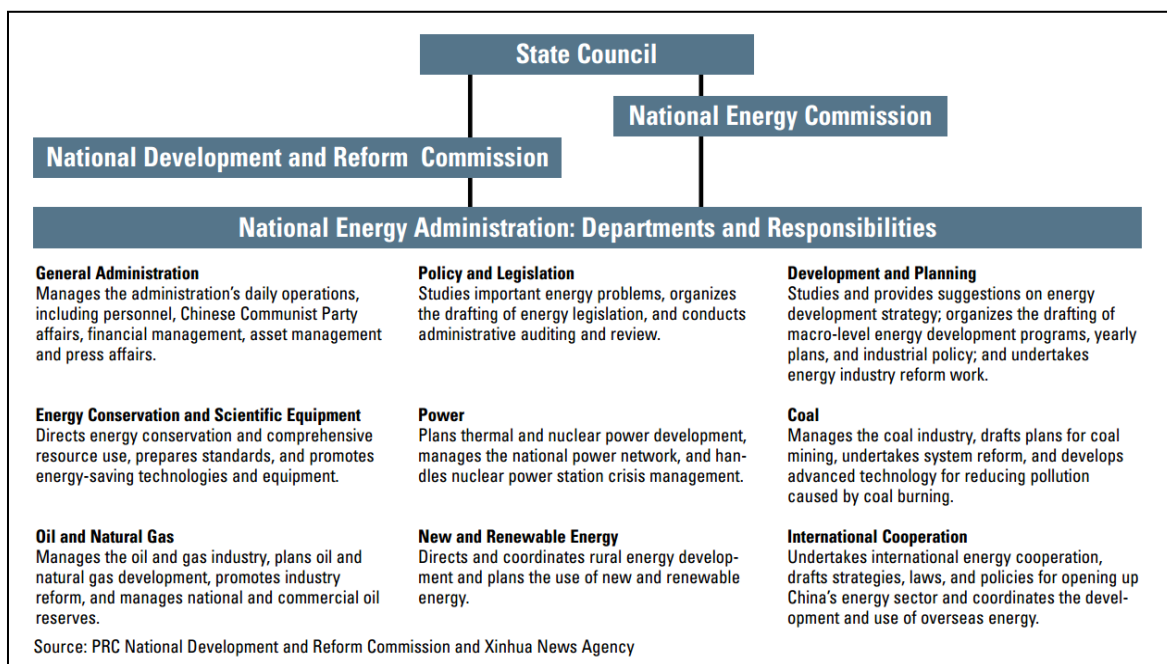 State Council
National Energy Commission
National Development and Reform Commission
National Energy Administration: Departments and Responsibilities
General Administration
Manages the administration's daily operations,
including personnel, Chinese Communist Party
affairs, financial management, asset management
and press affairs.
Policy and Legislation
Studies important energy problems, organizes
the drafting of energy legislation, and conducts
administrative auditing and review.
Development and Planning
Studies and provides suggestions on energy
development strategy; organizes the drafting of
macro-level energy development programs, yearly
plans, and industrial policy; and undertakes
energy industry reform work.
Energy Conservation and Scientific Equipment
Directs energy conservation and comprehensive
resource use, prepares standards, and promotes
energy-saving technologies and equipment.
Power
Plans thermal and nuclear power development,
manages the national power network, and han-
dles nuclear power station crisis management.
Coal
Manages the coal industry, drafts plans for coal
mining, undertakes system reform, and develops
advanced technology for reducing pollution
caused by coal burning.
Oil and Natural Gas
Manages the oil and gas industry, plans oil and
natural gas development, promotes industry
reform, and manages national and commercial oil
reserves.
New and Renewable Energy
Directs and coordinates rural energy develop-
ment and plans the use of new and renewable
energy.
International Cooperation
Undertakes international energy cooperation,
drafts strategies, laws, and policies for opening up
China's energy sector and coordinates the devel-
opment and use of overseas energy.
Source: PRC National Development and Reform Commission and Xinhua News Agency